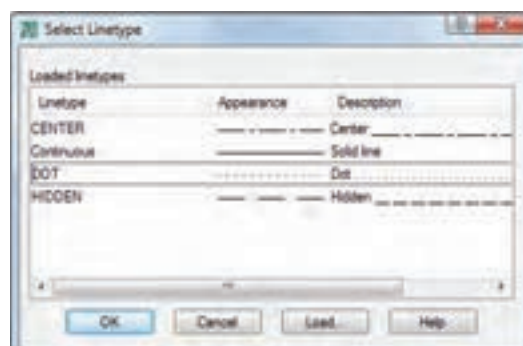 Select Linetype
Loaded linetypes
Linetype Appearance Description
CENTER Center
Continuous Solid line
DOT Dot
HIDDEN Hidden
OK Cancel Load... Help